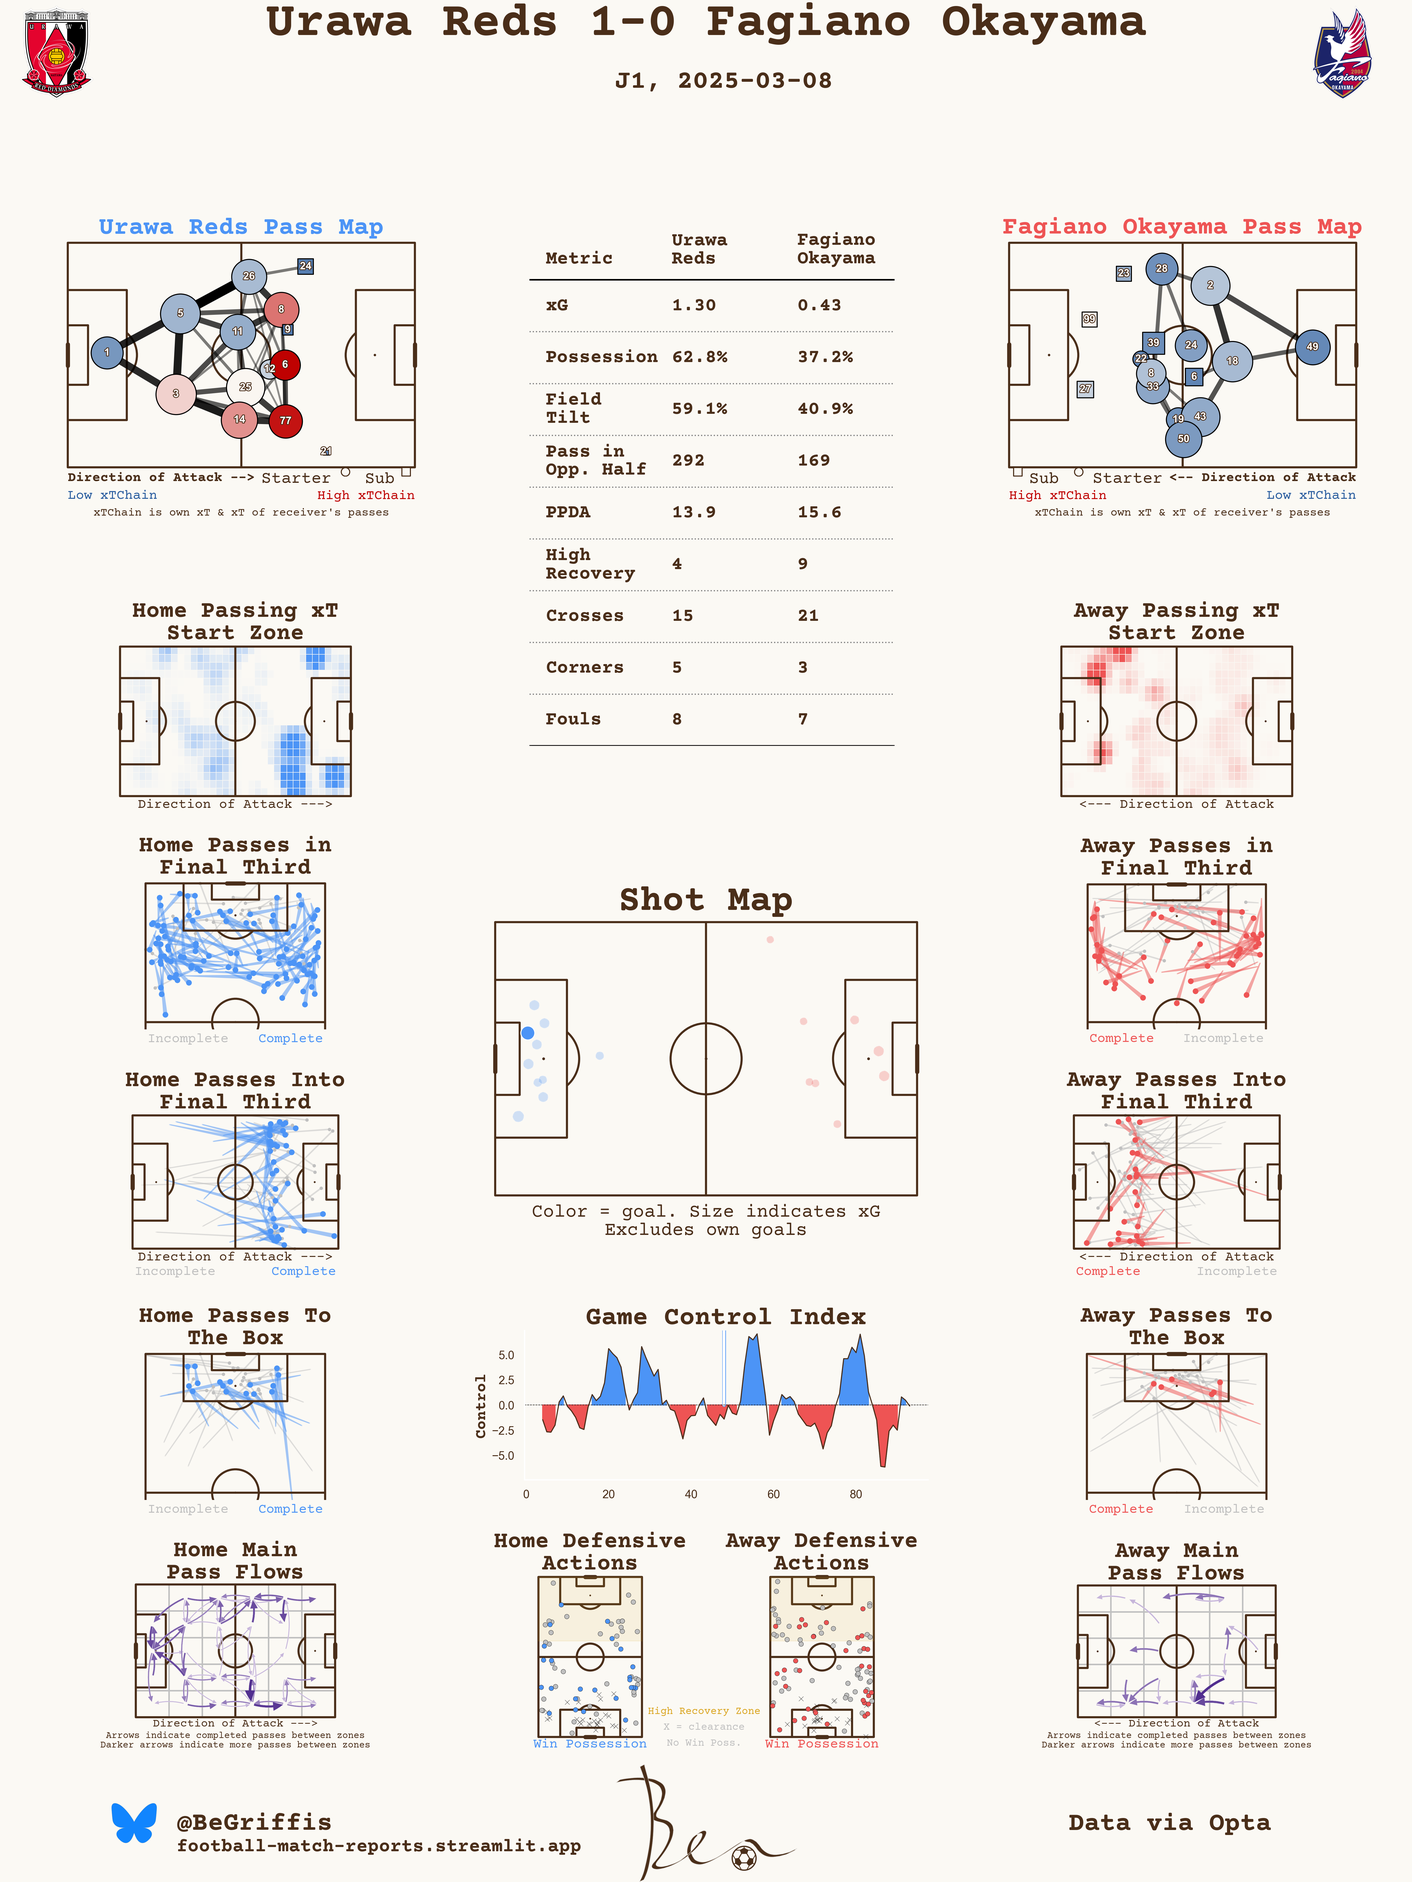 Urawa Reds 1-0 Fagiano Okayama
J1, 2025-03-08
URAWA
RED DIAMONDS
2004
Fagiano
OKAYAMA
Urawa Reds Pass Map
26
24
5
8
11
9
1
12
6
3
25
14
77
21
Direction of Attack --> Starter Sub
Low xTChain High xTChain
xTChain is own xT & xT of receiver's passes
Metric Urawa Reds Fagiano Okayama
xG 1.30 0.43
Possession 62.8% 37.2%
Field Tilt 59.1% 40.9%
Pass in Opp. Half 292 169
PPDA 13.9 15.6
High Recovery 4 9
Crosses 15 21
Corners 5 3
Fouls 8 7
Fagiano Okayama Pass Map
23
28
2
99
39
24
49
22
8
18
6
27
33
19
43
50
Sub Starter <-- Direction of Attack
High xTChain Low xTChain
xTChain is own xT & xT of receiver's passes
Home Passing xT
Start Zone
Direction of Attack --->
Away Passing xT
Start Zone
<--- Direction of Attack
Home Passes in
Final Third
Incomplete Complete
Away Passes in
Final Third
Complete Incomplete
Shot Map
Color = goal. Size indicates xG
Excludes own goals
Home Passes Into
Final Third
Direction of Attack --->
Incomplete Complete
Away Passes Into
Final Third
<--- Direction of Attack
Complete Incomplete
Home Passes To
The Box
Incomplete Complete
Game Control Index
Control
5.0
2.5
0.0
−2.5
−5.0
0 20 40 60 80
Away Passes To
The Box
Complete Incomplete
Home Main
Pass Flows
Direction of Attack --->
Arrows indicate completed passes between zones
Darker arrows indicate more passes between zones
Home Defensive
Actions
Win Possession
Away Defensive
Actions
Win Possession
High Recovery Zone
X = clearance
No Win Poss.
Away Main
Pass Flows
<--- Direction of Attack
Arrows indicate completed passes between zones
Darker arrows indicate more passes between zones
@BeGriffis
football-match-reports.streamlit.app
Ben
Data via Opta